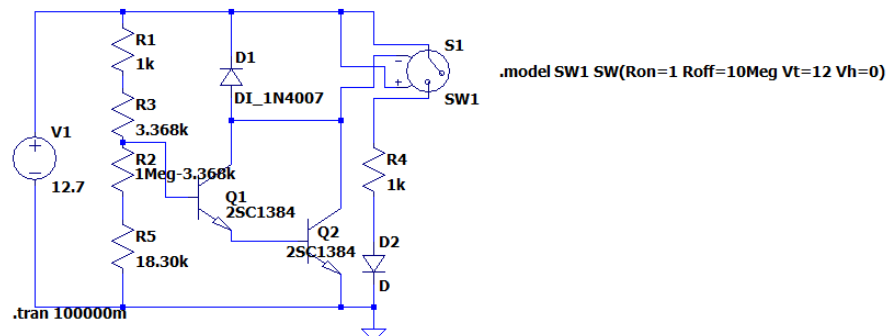 R1
1k
D1
S1
.model SW1 SW(Ron=1 Roff=10Meg Vt=12 Vh=0)
SW1
R3
3.368k
DI_1N4007
V1
12.7
R2
1Meg-3.368k
R4
1k
Q1
2SC1384
R5
18.30k
Q2
2SC1384
D2
D
.tran 100000m